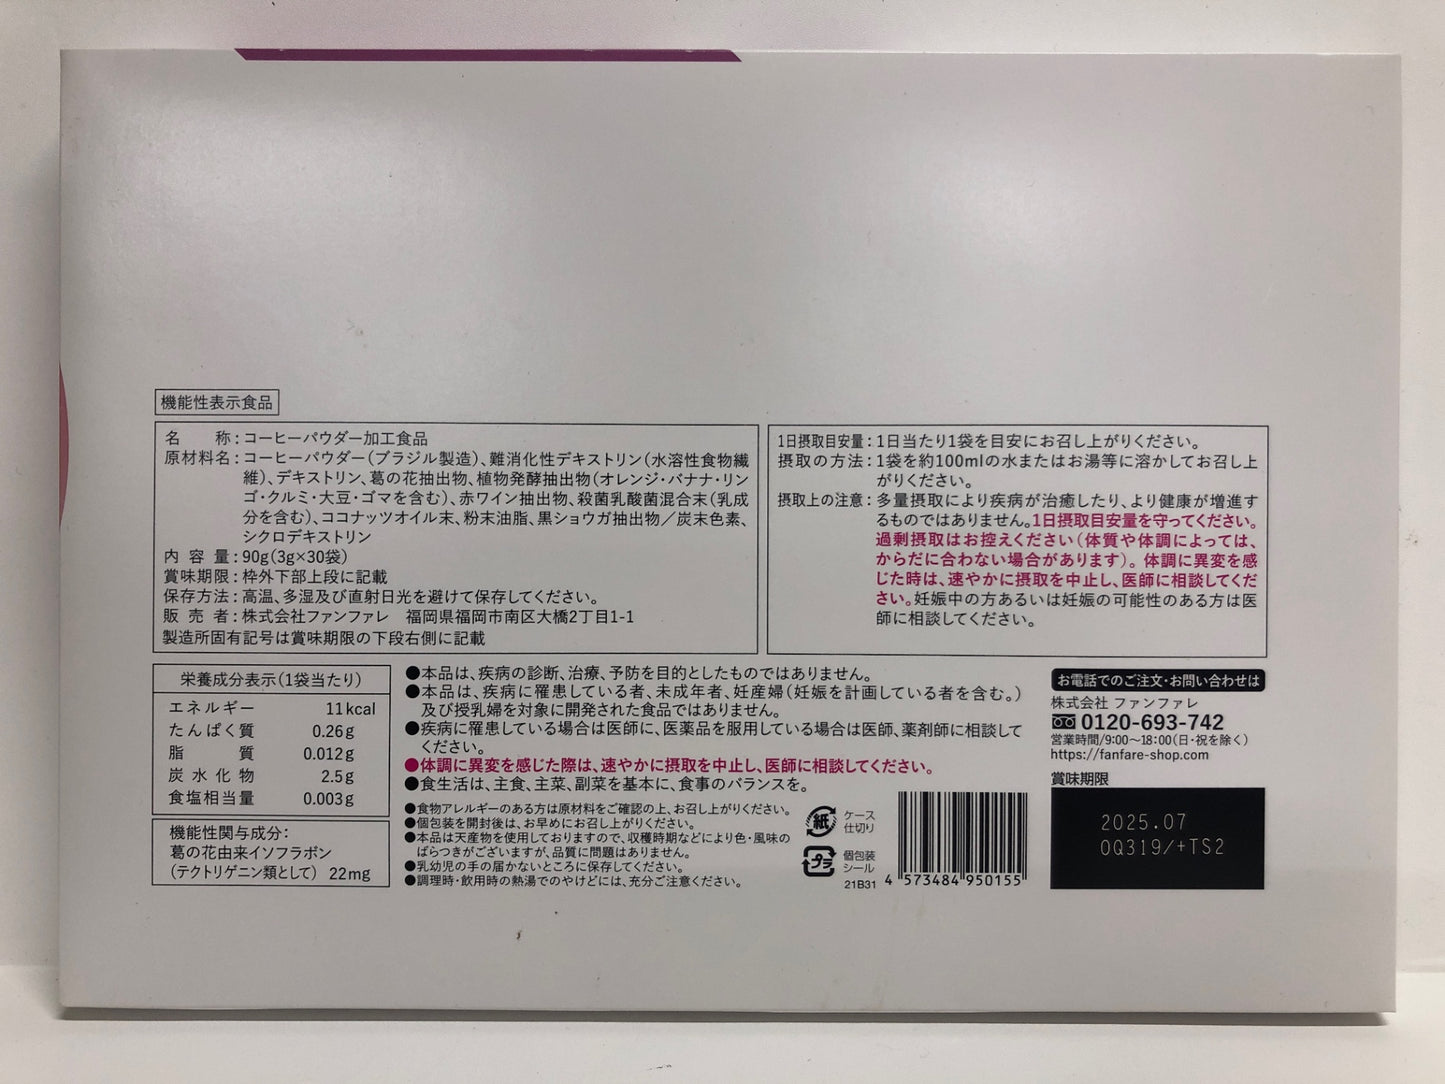 機能性表示食品
名　　称：コーヒーパウダー加工食品
原材料名：コーヒーパウダー（ブラジル製造）、難消化性デキストリン（水溶性食物繊
維）、デキストリン、葛の花抽出物、植物発酵抽出物（オレンジ・バナナ・リン
ゴ・クルミ・大豆・ゴマを含む）、赤ワイン抽出物、殺菌乳酸菌混合末（乳成
分を含む）、ココナッツオイル末、粉末油脂、黒ショウガ抽出物／炭末色素、
シクロデキストリン
内 容 量：90g(3g×30袋)
賞味期限：枠外下部上段に記載
保存方法：高温、多湿及び直射日光を避けて保存してください。
販 売 者：株式会社ファンファレ　福岡県福岡市南区大橋2丁目1-1
製造所固有記号は賞味期限の下段右側に記載
1日摂取目安量：1日当たり1袋を目安にお召し上がりください。
摂取の方法：1袋を約100mlの水またはお湯等に溶かしてお召し上
がりください。
摂取上の注意：多量摂取により疾病が治癒したり、より健康が増進す
るものではありません。1日摂取目安量を守ってください。
過剰摂取はお控えください（体質や体調によっては、
からだに合わない場合があります）。体調に異変を感
じた時は、速やかに摂取を中止し、医師に相談してくだ
さい。妊娠中の方あるいは妊娠の可能性のある方は医
師に相談してください。
栄養成分表示（1袋当たり）
エネルギー 11kcal
たんぱく質 0.26g
脂　　質 0.012g
炭水化物 2.5g
食塩相当量 0.003g
機能性関与成分：
葛の花由来イソフラボン
（テクトリゲニン類として） 22mg
●本品は、疾病の診断、治療、予防を目的としたものではありません。
●本品は、疾病に罹患している者、未成年者、妊産婦（妊娠を計画している者を含む。）
及び授乳婦を対象に開発された食品ではありません。
●疾病に罹患している場合は医師に、医薬品を服用している場合は医師、薬剤師に相談して
ください。
●体調に異変を感じた際は、速やかに摂取を中止し、医師に相談してください。
●食生活は、主食、主菜、副菜を基本に、食事のバランスを。
●食物アレルギーのある方は原材料をご確認の上、お召し上がりください。
●個包装を開封後は、お早めにお召し上がりください。
●本品は天産物を使用しておりますので、収穫時期などにより色・風味の
ばらつきがございますが、品質に問題はありません。
●乳幼児の手の届かないところに保存してください。
●調理時・飲用時の熱湯でのやけどには、充分ご注意ください。
紙
ケース
仕切り
プラ
個包装
シール
21B31
4 573484 950155
お電話でのご注文・お問い合わせは
株式会社 ファンファレ
0120-693-742
営業時間/9:00〜18:00（日・祝を除く）
https://fanfare-shop.com
賞味期限
2025.07
0Q319/+TS2